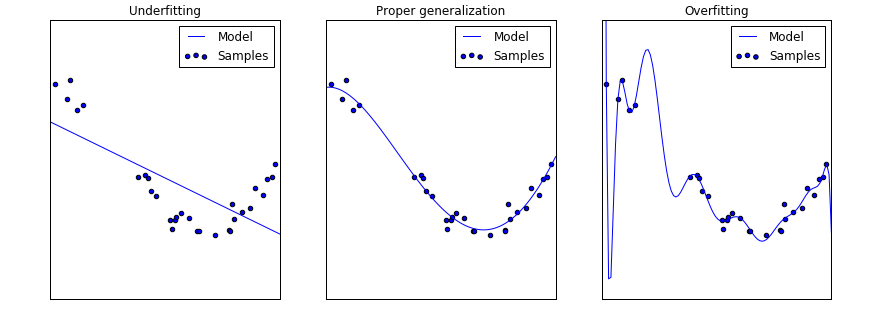 Underfitting
Model
Samples
Proper generalization
Model
Samples
Overfitting
Model
Samples